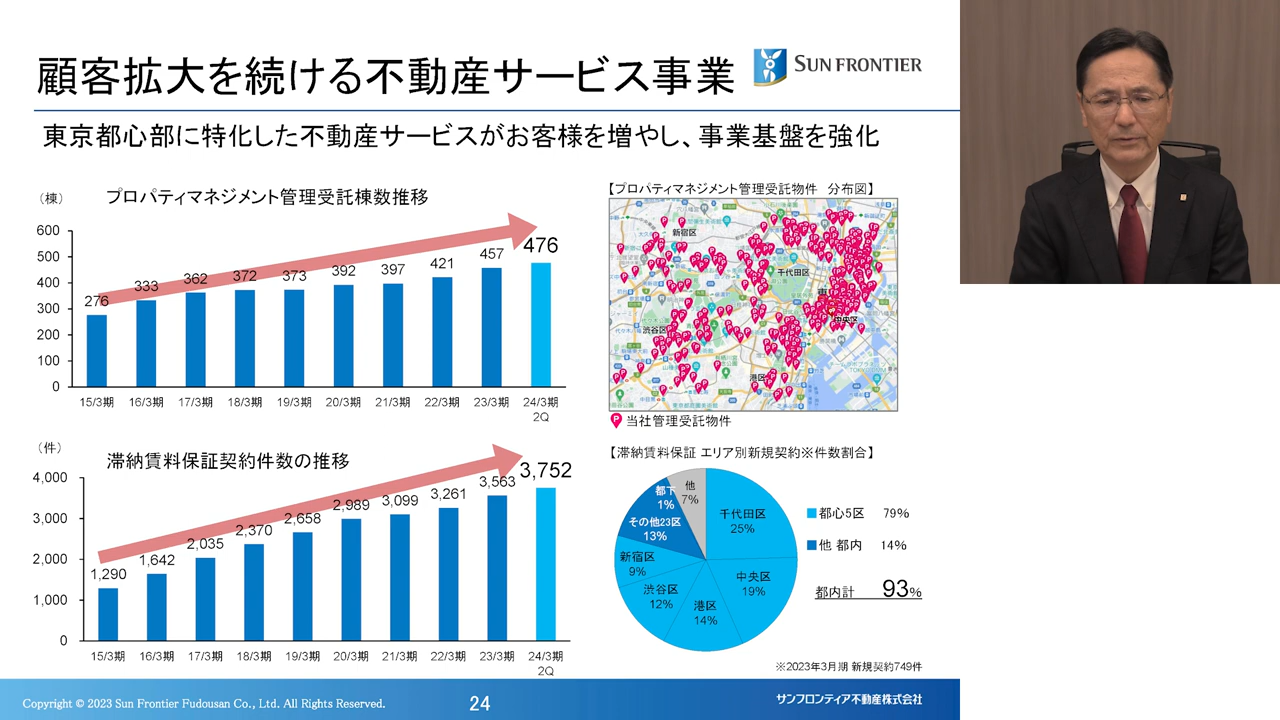 顧客拡大を続ける不動産サービス事業
SUN FRONTIER
東京都心部に特化した不動産サービスがお客様を増やし、事業基盤を強化
（棟）
プロパティマネジメント管理受託棟数推移
600
500
400
300
200
100
0
276
333
362
372
373
392
397
421
457
476
15/3期
16/3期
17/3期
18/3期
19/3期
20/3期
21/3期
22/3期
23/3期
24/3期
2Q
【プロパティマネジメント管理受託物件 分布図】
新宿区
千代田区
渋谷区
中央区
港区
当社管理受託物件
（件）
滞納賃料保証契約件数の推移
4,000
3,000
2,000
1,000
0
1,290
1,642
2,035
2,370
2,658
2,989
3,099
3,261
3,563
3,752
15/3期
16/3期
17/3期
18/3期
19/3期
20/3期
21/3期
22/3期
23/3期
24/3期
2Q
【滞納賃料保証 エリア別新規契約※件数割合】
千代田区
25%
中央区
19%
港区
14%
渋谷区
12%
新宿区
9%
その他23区
13%
都下
1%
他
7%
都心5区 79%
他 都内 14%
都内計 93%
※2023年3月期 新規契約749件
Copyright © 2023 Sun Frontier Fudousan Co., Ltd. All Rights Reserved.
24
サンフロンティア不動産株式会社